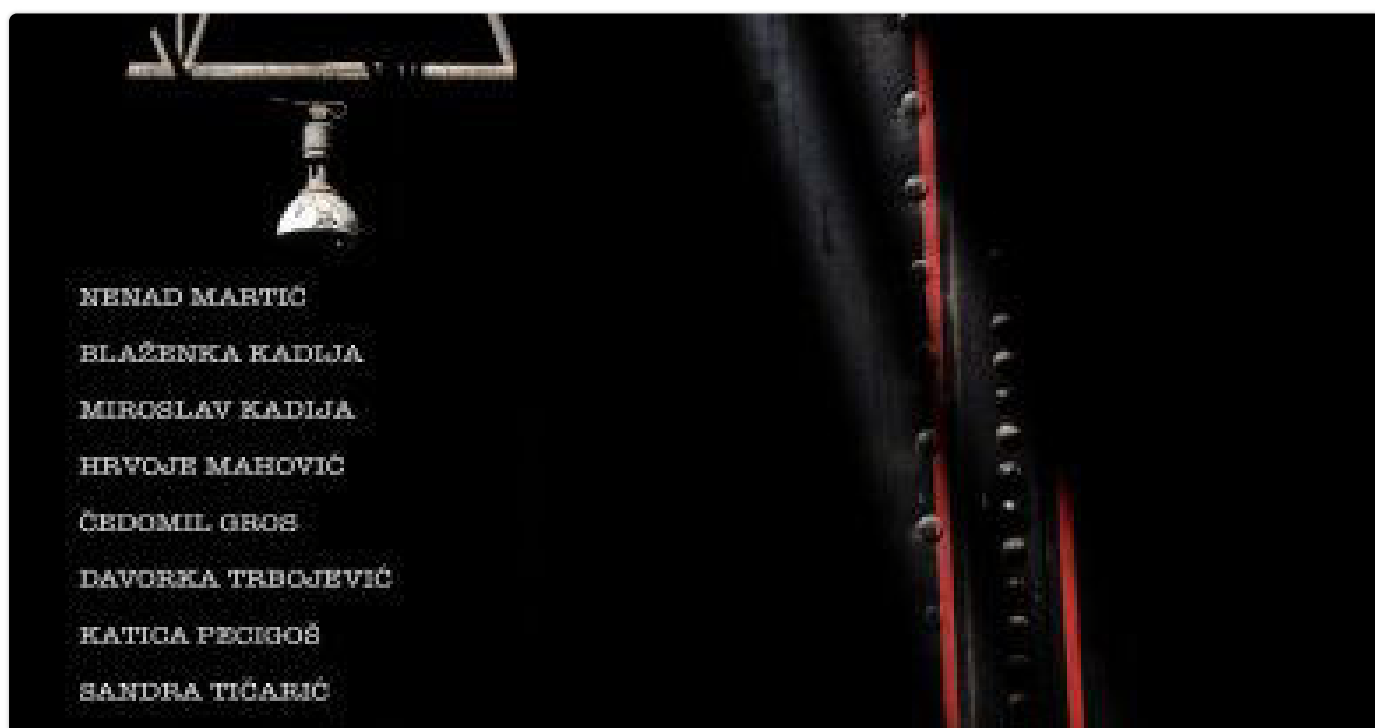 NENAD MARTIĆ
BLAŽENKA KADIJA
MIROSLAV KADIJA
HRVOJE MAHOVIĆ
ČEDOMIL GROS
DAVORKA TRBOJEVIĆ
KATICA PECIGOŠ
SANDRA TIČARIĆ